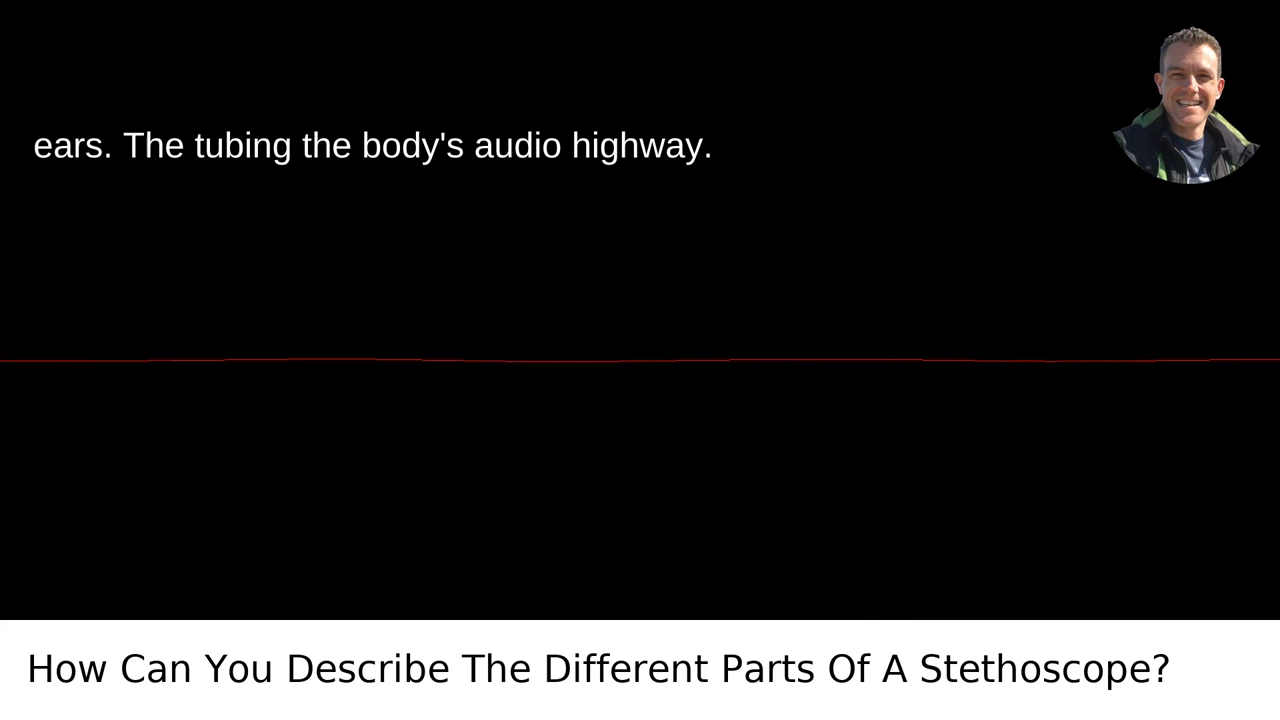 ears. The tubing the body's audio highway.
How Can You Describe The Different Parts Of A Stethoscope?